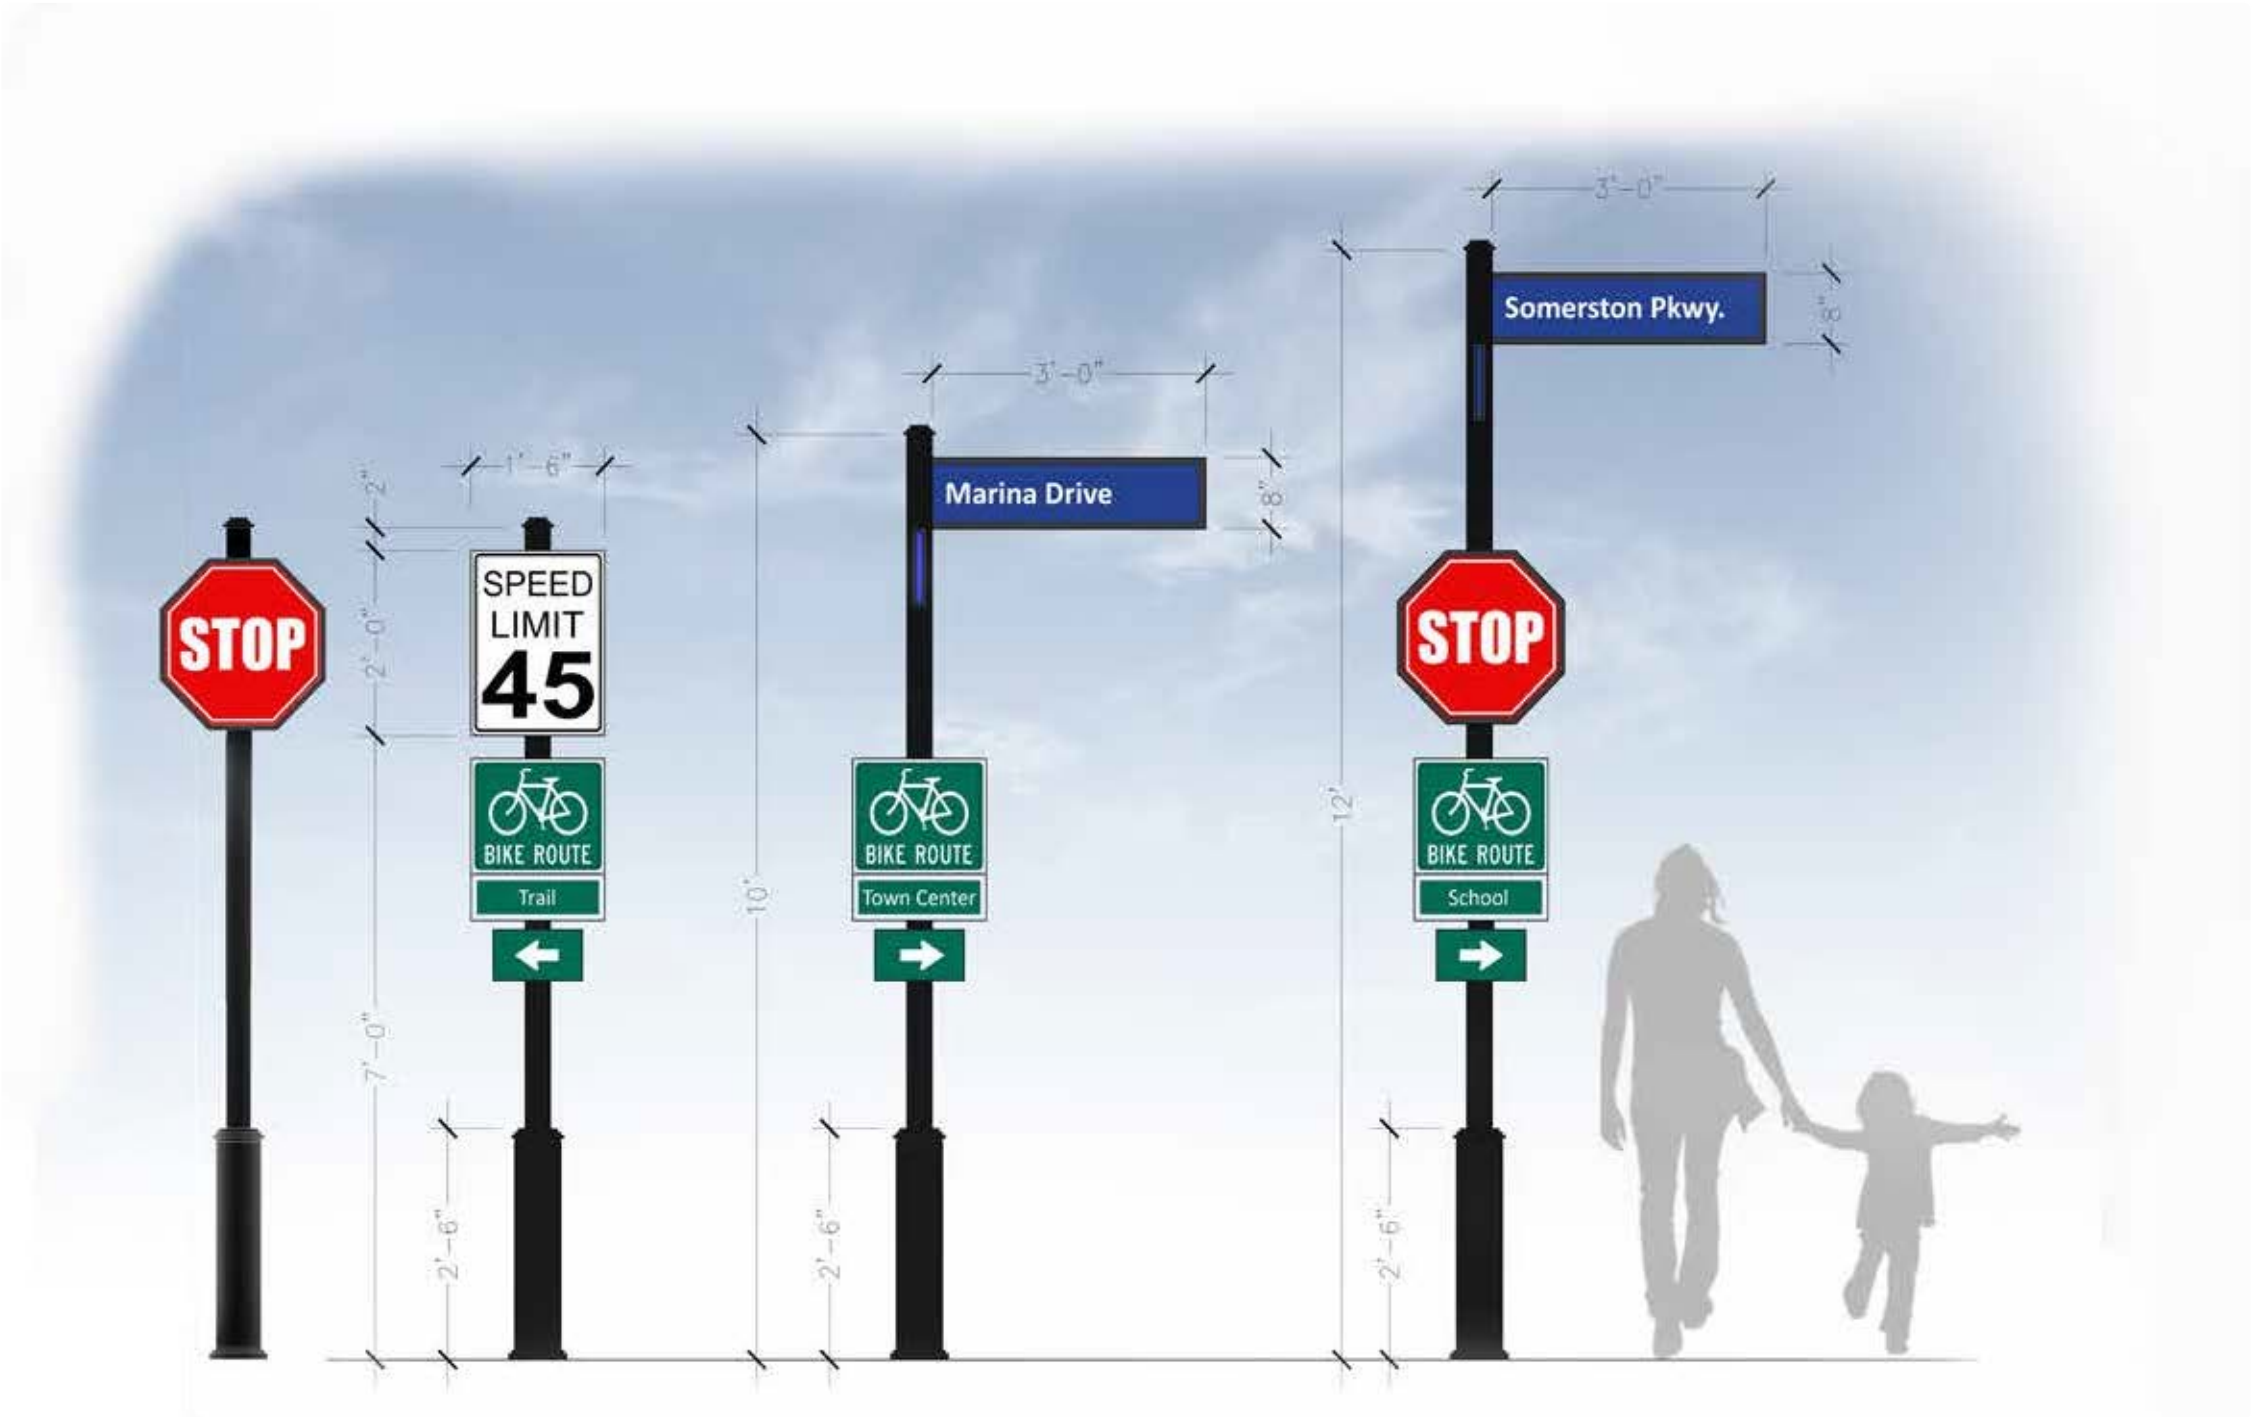 3'-0"
Somerston Pkwy.
8"
12'
STOP
BIKE ROUTE
School
2'-6"
3'-0"
Marina Drive
8"
10'
BIKE ROUTE
Town Center
2'-6"
1'-6"
2"
2'-0"
7'-0"
SPEED
LIMIT
45
BIKE ROUTE
Trail
2'-6"
STOP